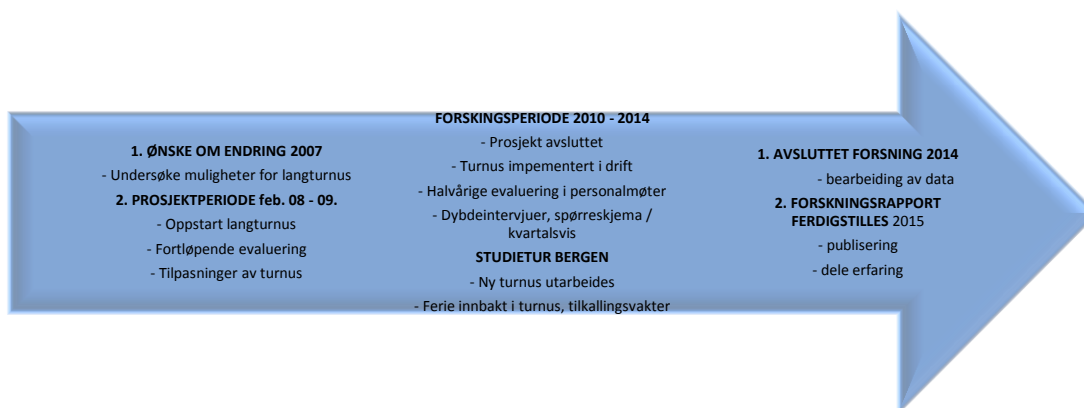 1. ØNSKE OM ENDRING 2007
- Undersøke muligheter for langturnus
2. PROSJEKTPERIODE feb. 08 - 09.
- Oppstart langturnus
- Fortløpende evaluering
- Tilpasninger av turnus
FORSKINGSPERIODE 2010 - 2014
- Prosjekt avsluttet
- Turnus impementert i drift
- Halvårige evaluering i personalmøter
- Dybdeintervjuer, spørreskjema /
kvartalsvis
STUDIETUR BERGEN
- Ny turnus utarbeides
- Ferie innbakt i turnus, tilkallingsvakter
1. AVSLUTTET FORSNING 2014
- bearbeiding av data
2. FORSKNINGSRAPPORT
FERDIGSTILLES 2015
- publisering
- dele erfaring